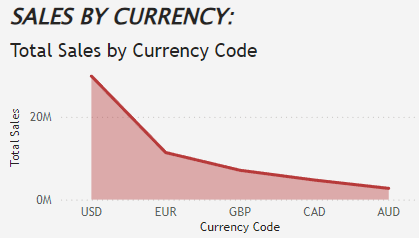 SALES BY CURRENCY:
Total Sales by Currency Code
Total Sales
20M
0M
USD EUR GBP CAD AUD
Currency Code